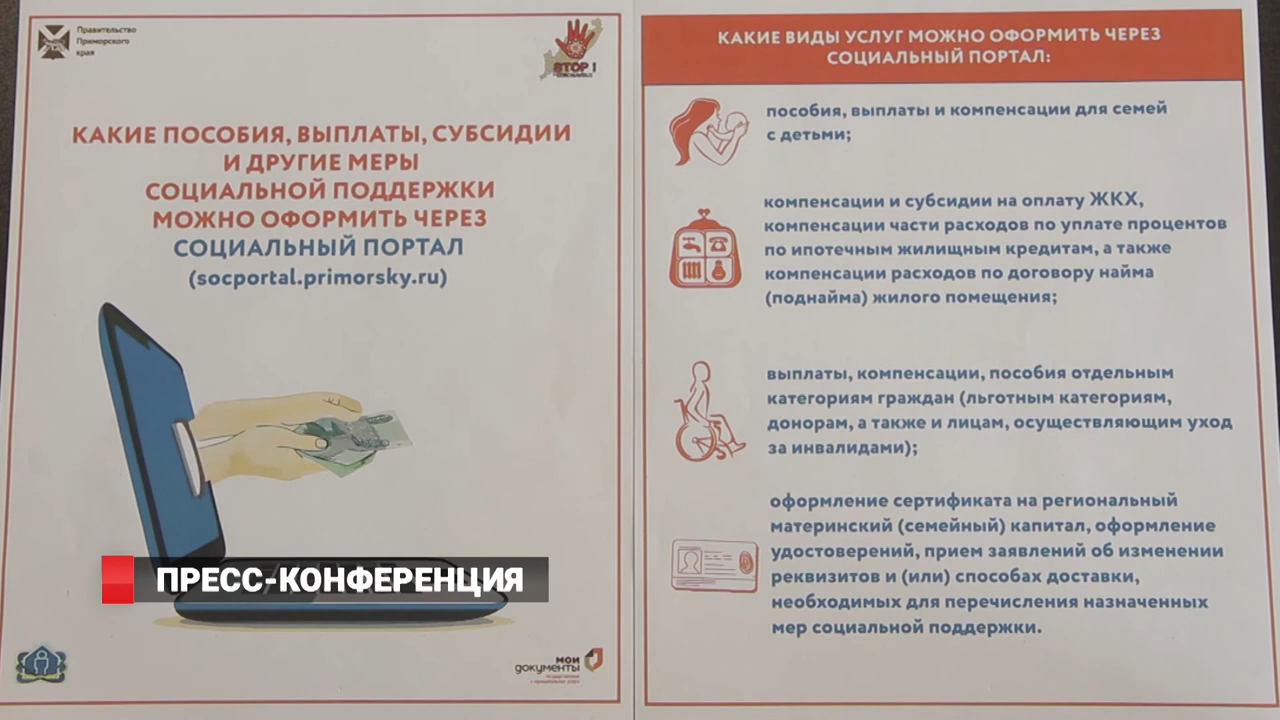 Правительство
Приморского
края
STOP!
CORONAVIRUS
КАКИЕ ПОСОБИЯ, ВЫПЛАТЫ, СУБСИДИИ
И ДРУГИЕ МЕРЫ
СОЦИАЛЬНОЙ ПОДДЕРЖКИ
МОЖНО ОФОРМИТЬ ЧЕРЕЗ
СОЦИАЛЬНЫЙ ПОРТАЛ
(socportal.primorsky.ru)
ПРЕСС-КОНФЕРЕНЦИЯ
МОИ
ДОКУМЕНТЫ
государственные
и муниципальные услуги
КАКИЕ ВИДЫ УСЛУГ МОЖНО ОФОРМИТЬ ЧЕРЕЗ
СОЦИАЛЬНЫЙ ПОРТАЛ:
пособия, выплаты и компенсации для семей
с детьми;
компенсации и субсидии на оплату ЖКХ,
компенсации части расходов по уплате процентов
по ипотечным жилищным кредитам, а также
компенсации расходов по договору найма
(поднайма) жилого помещения;
выплаты, компенсации, пособия отдельным
категориям граждан (льготным категориям,
донорам, а также и лицам, осуществляющим уход
за инвалидами);
оформление сертификата на региональный
материнский (семейный) капитал, оформление
удостоверений, прием заявлений об изменении
реквизитов и (или) способах доставки,
необходимых для перечисления назначенных
мер социальной поддержки.